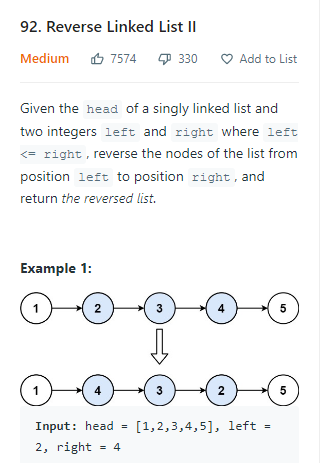 92. Reverse Linked List II
Medium 7574 330 Add to List
Given the head of a singly linked list and
two integers left and right where left
<= right, reverse the nodes of the list from
position left to position right, and
return the reversed list.
Example 1:
1 2 3 4 5
1 4 3 2 5
Input: head = [1,2,3,4,5], left =
2, right = 4